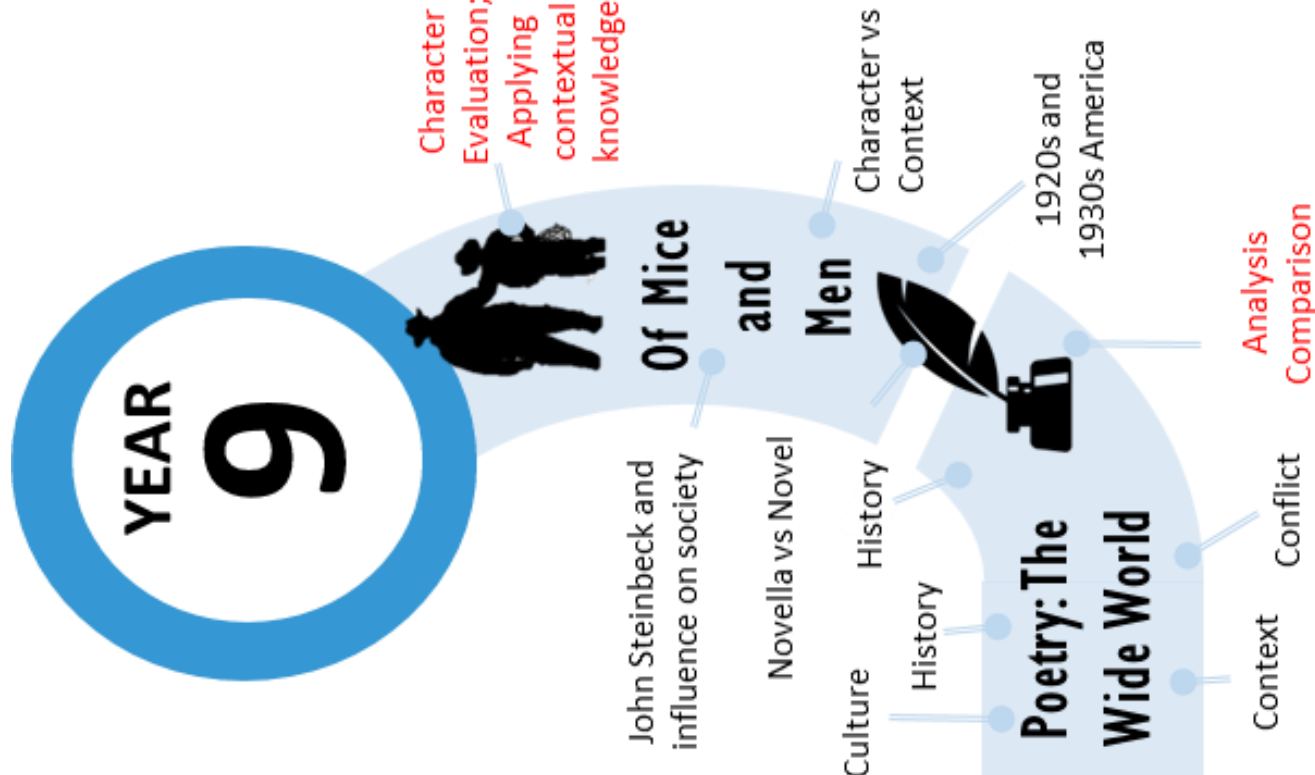 YEAR
9
Character
Evaluation;
Applying
contextual
knowledge
Of Mice
and
Men
Character vs
Context
1920s and
1930s America
John Steinbeck and
influence on society
Novella vs Novel
History
Analysis
Comparison
Poetry: The
Wide World
History
Culture
Conflict
Context